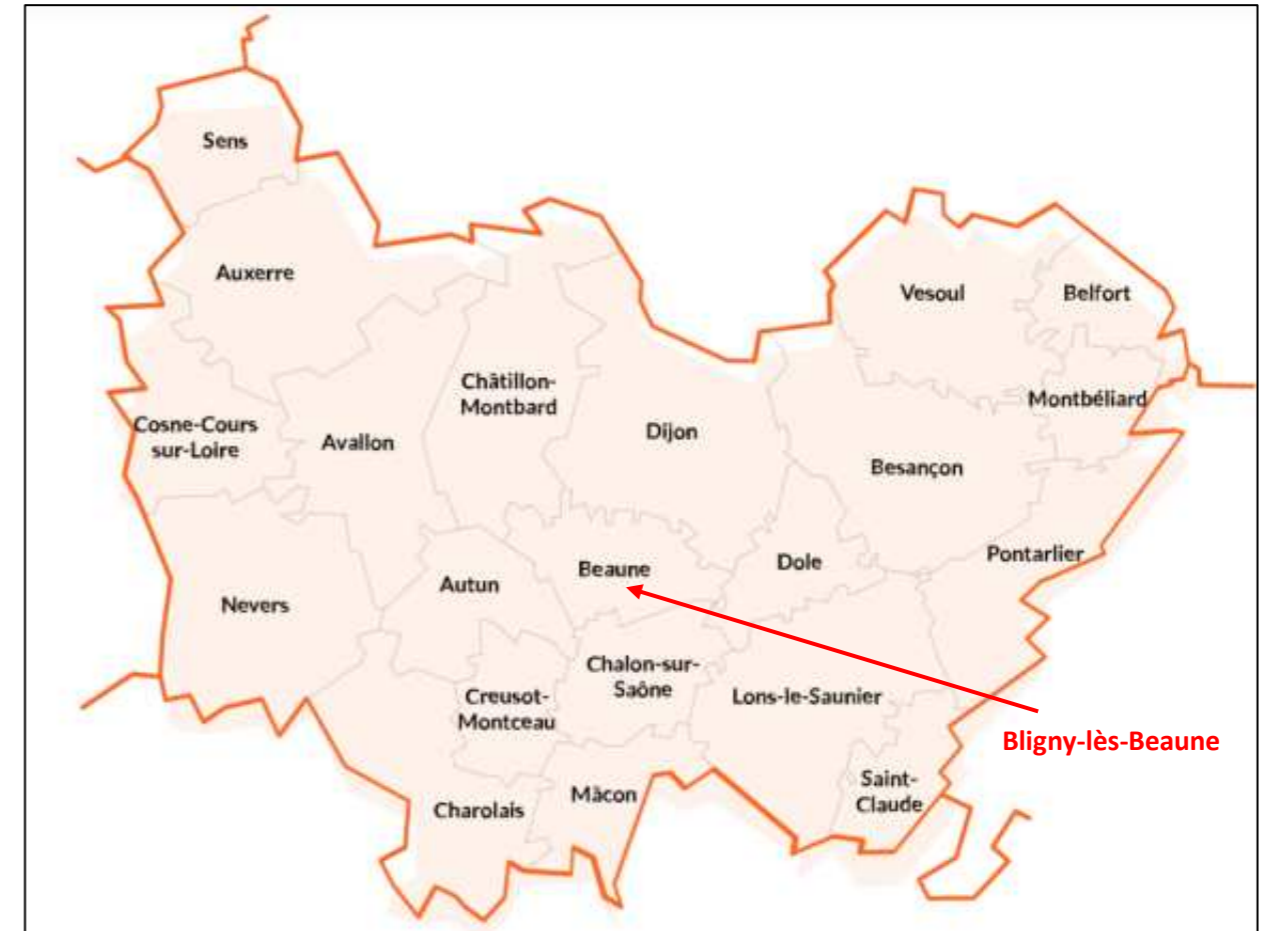 Sens
Auxerre
Vesoul
Belfort
Châtillon-
Montbard
Montbéliard
Cosne-Cours
sur-Loire
Avallon
Dijon
Besançon
Pontarlier
Beaune
Dole
Autun
Nevers
Chalon-sur-
Saône
Creusot-
Montceau
Lons-le-Saunier
Bligny-lès-Beaune
Saint-
Claude
Mâcon
Charolais